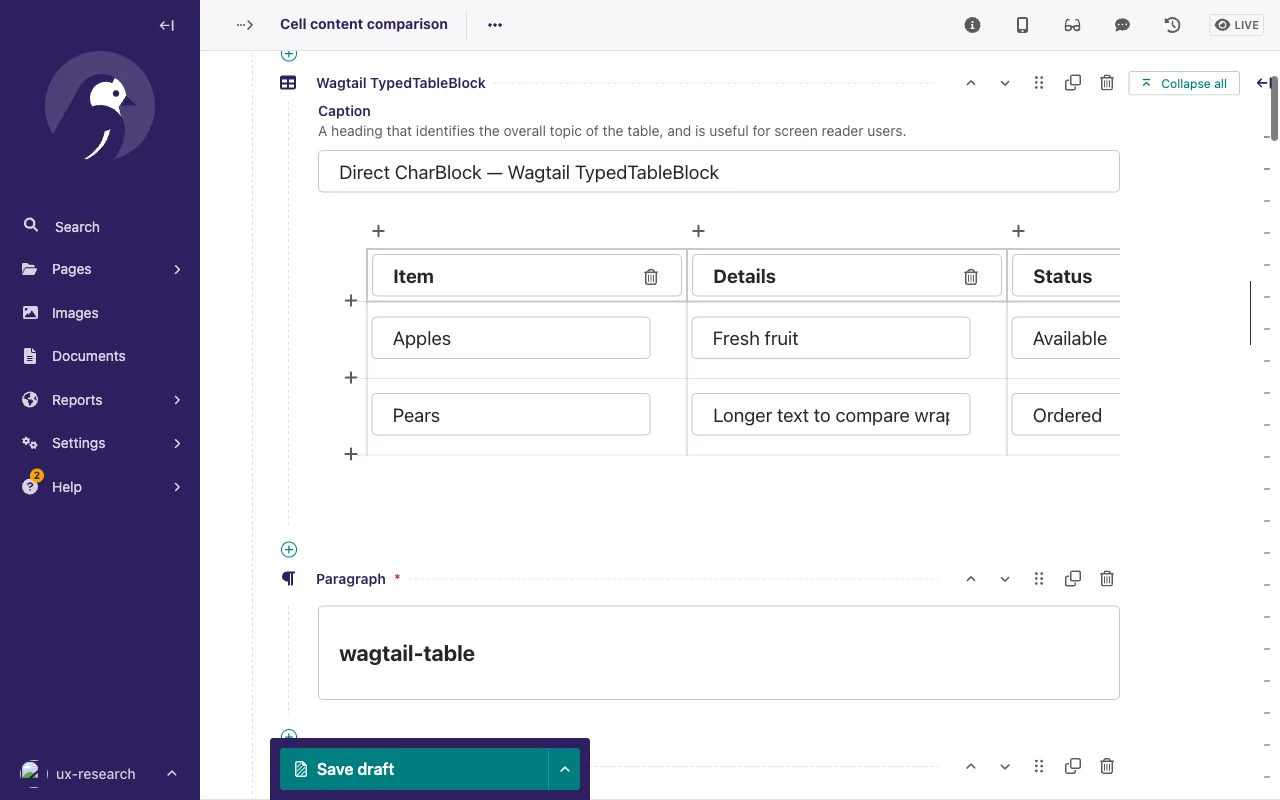 Cell content comparison
LIVE
Wagtail TypedTableBlock
Collapse all
Caption
A heading that identifies the overall topic of the table, and is useful for screen reader users.
Direct CharBlock — Wagtail TypedTableBlock
Item
Details
Status
Apples
Fresh fruit
Available
Pears
Longer text to compare wrap
Ordered
Paragraph *
wagtail-table
Save draft
Search
Pages
Images
Documents
Reports
Settings
2
Help
ux-research